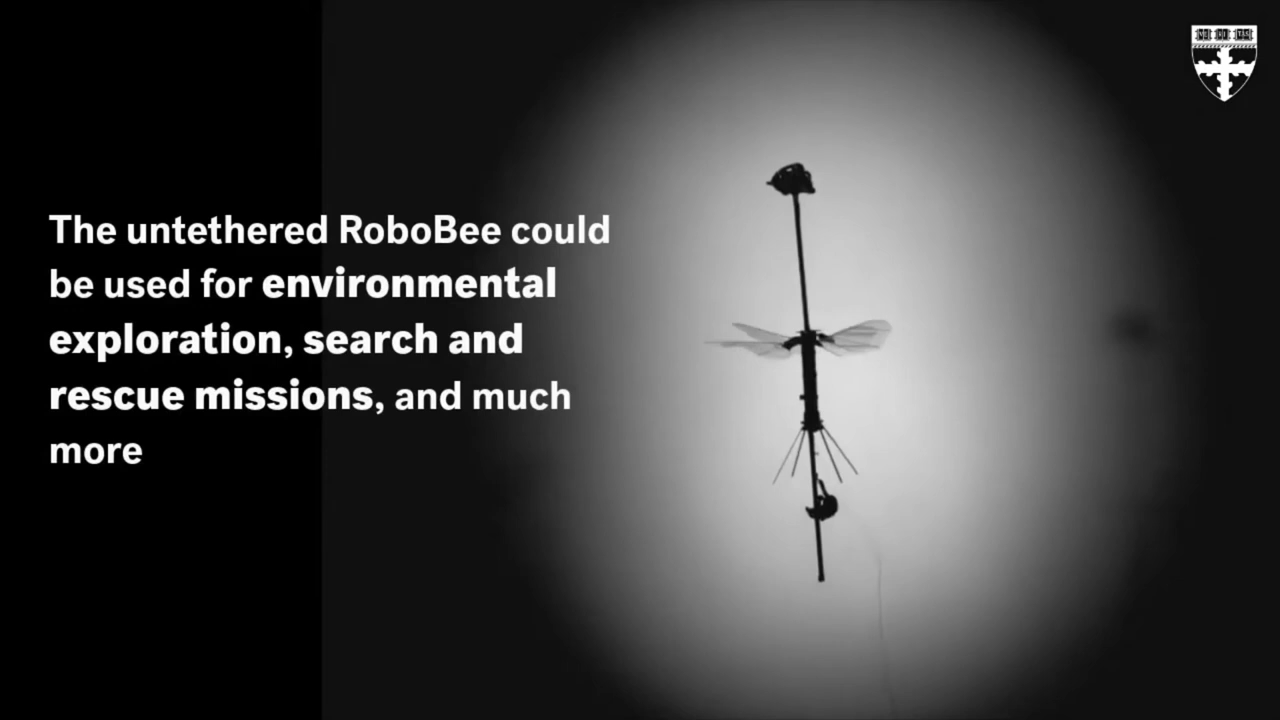 The untethered RoboBee could
be used for environmental
exploration, search and
rescue missions, and much
more